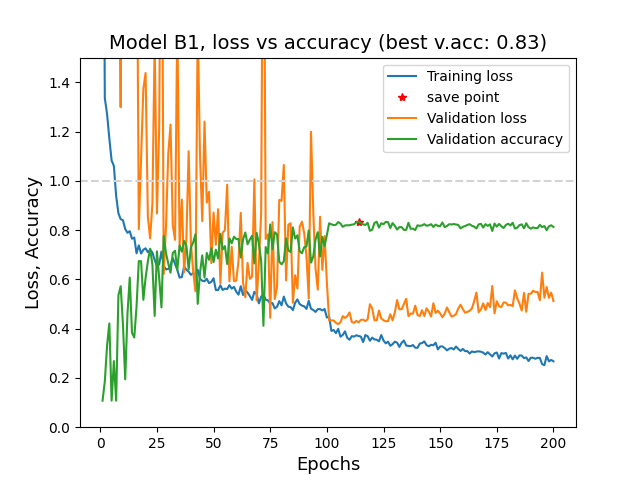 Model B1, loss vs accuracy (best v.acc: 0.83)
Training loss
save point
Validation loss
Validation accuracy
Loss, Accuracy
1.4
1.2
1.0
0.8
0.6
0.4
0.2
0.0
0 25 50 75 100 125 150 175 200
Epochs